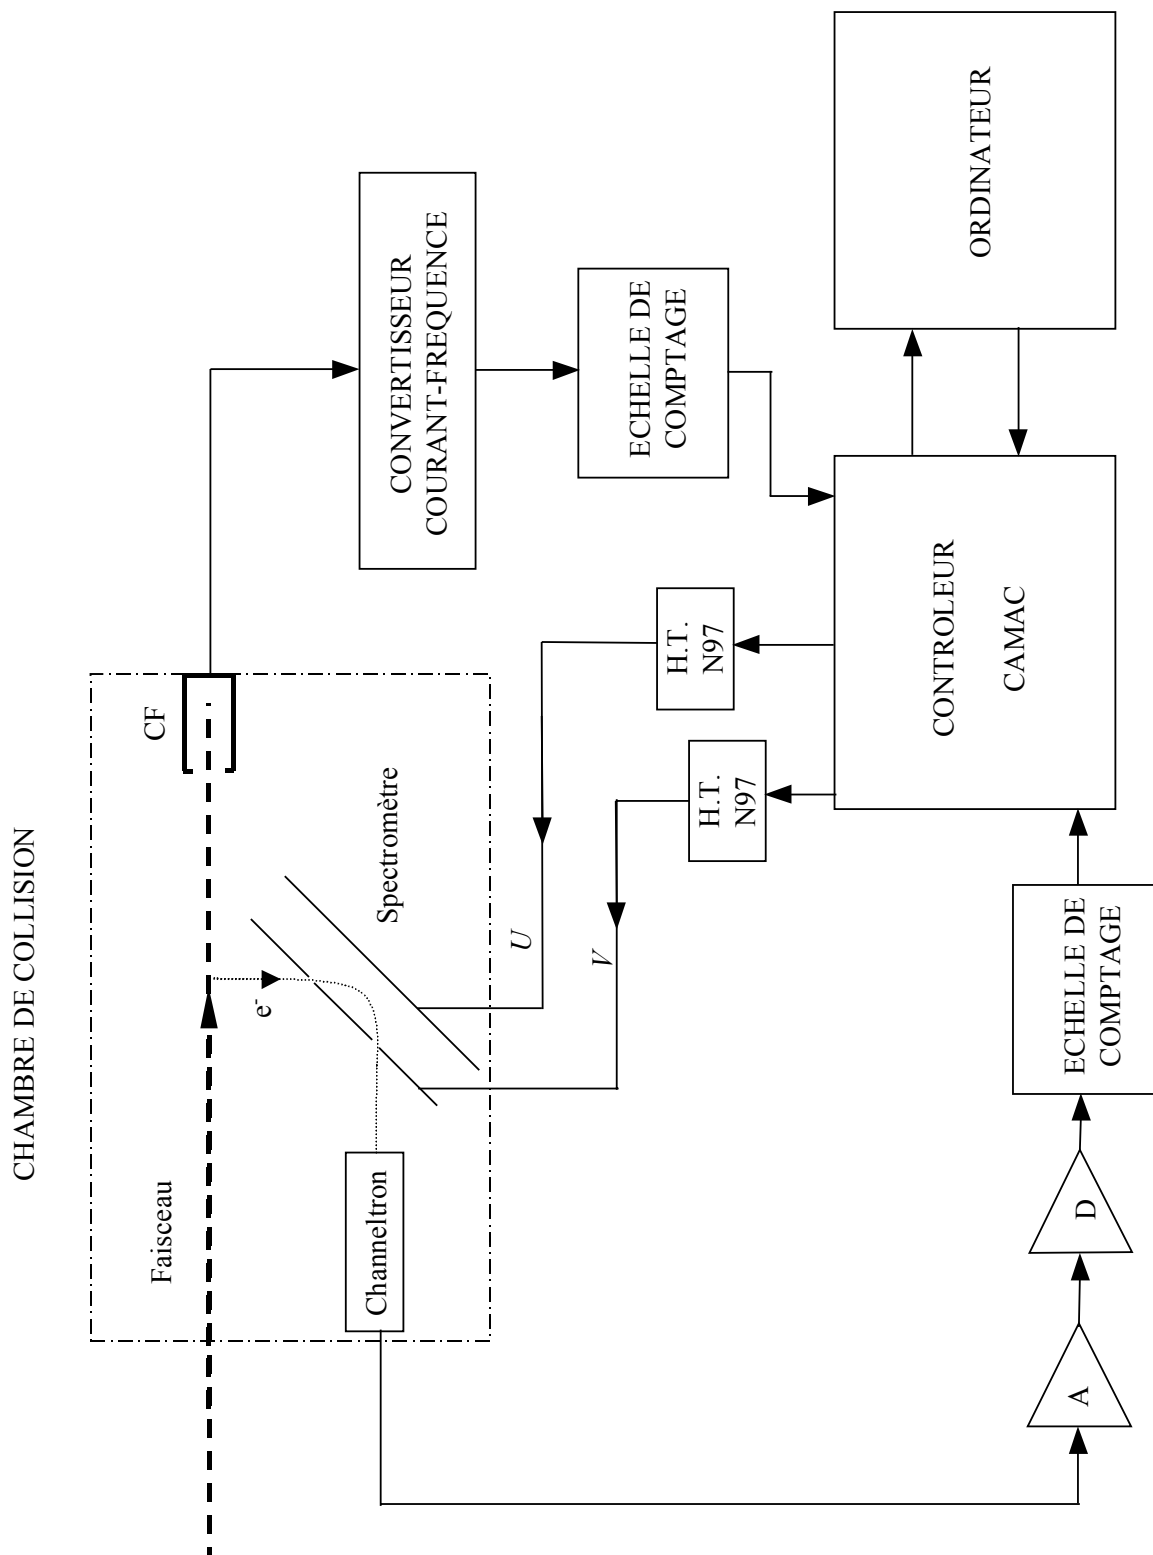 CHAMBRE DE COLLISION
Faisceau
CF
e-
Spectromètre
Channeltron
U
V
CONVERTISSEUR
COURANT-FREQUENCE
ECHELLE DE
COMPTAGE
H.T.
N97
H.T.
N97
CONTROLEUR
CAMAC
ORDINATEUR
A
D
ECHELLE DE
COMPTAGE